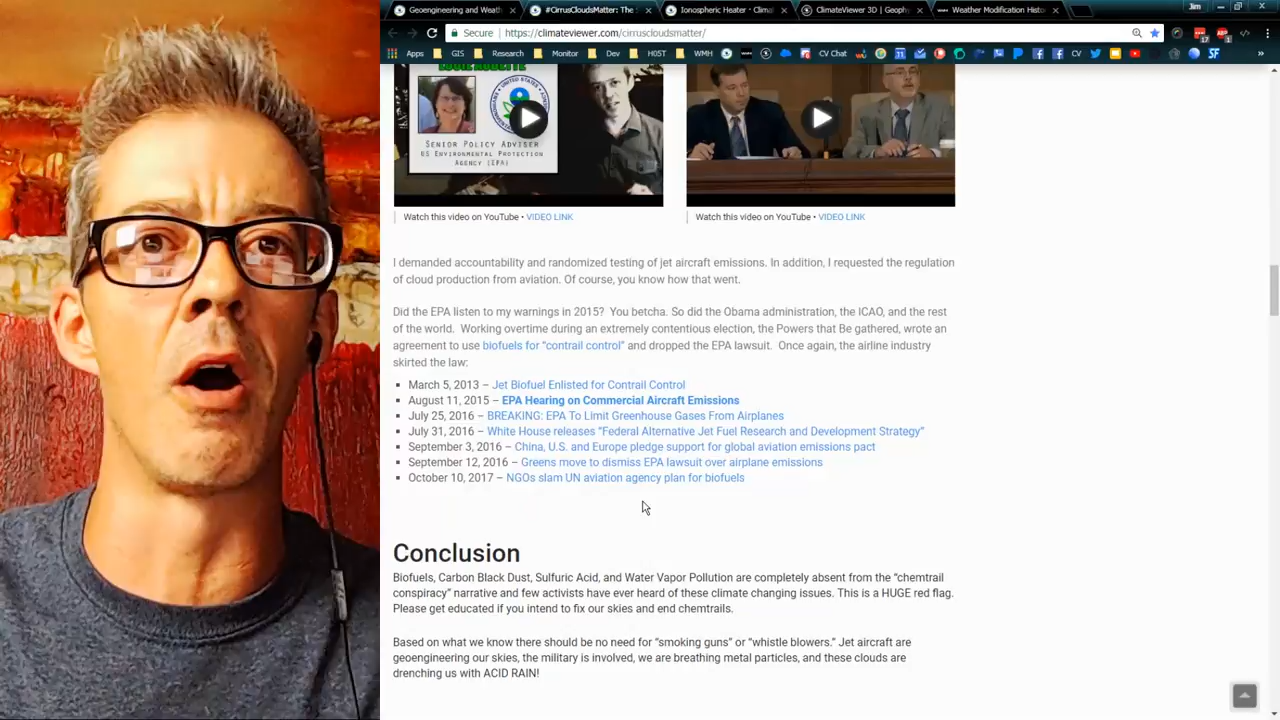 Geoengineering and Weath
#CirrusCloudsMatter: The
Ionospheric Heater · Clima
ClimateViewer 3D | Geoph
Weather Modification Hist
Jim
Secure
https://climateviewer.com/cirruscloudsmatter/
Apps
GIS
Research
Monitor
Dev
H05T
WMH
CV Chat
CV
SENIOR POLICY ADVISER
US ENVIRONMENTAL PROTECTION
AGENCY (EPA)
Watch this video on YouTube • VIDEO LINK
Watch this video on YouTube • VIDEO LINK
I demanded accountability and randomized testing of jet aircraft emissions. In addition, I requested the regulation
of cloud production from aviation. Of course, you know how that went.
Did the EPA listen to my warnings in 2015? You betcha. So did the Obama administration, the ICAO, and the rest
of the world. Working overtime during an extremely contentious election, the Powers that Be gathered, wrote an
agreement to use biofuels for “contrail control” and dropped the EPA lawsuit. Once again, the airline industry
skirted the law:
March 5, 2013 – Jet Biofuel Enlisted for Contrail Control
August 11, 2015 – EPA Hearing on Commercial Aircraft Emissions
July 25, 2016 – BREAKING: EPA To Limit Greenhouse Gases From Airplanes
July 31, 2016 – White House releases “Federal Alternative Jet Fuel Research and Development Strategy”
September 3, 2016 – China, U.S. and Europe pledge support for global aviation emissions pact
September 12, 2016 – Greens move to dismiss EPA lawsuit over airplane emissions
October 10, 2017 – NGOs slam UN aviation agency plan for biofuels
Conclusion
Biofuels, Carbon Black Dust, Sulfuric Acid, and Water Vapor Pollution are completely absent from the “chemtrail
conspiracy” narrative and few activists have ever heard of these climate changing issues. This is a HUGE red flag.
Please get educated if you intend to fix our skies and end chemtrails.
Based on what we know there should be no need for “smoking guns” or “whistle blowers.” Jet aircraft are
geoengineering our skies, the military is involved, we are breathing metal particles, and these clouds are
drenching us with ACID RAIN!